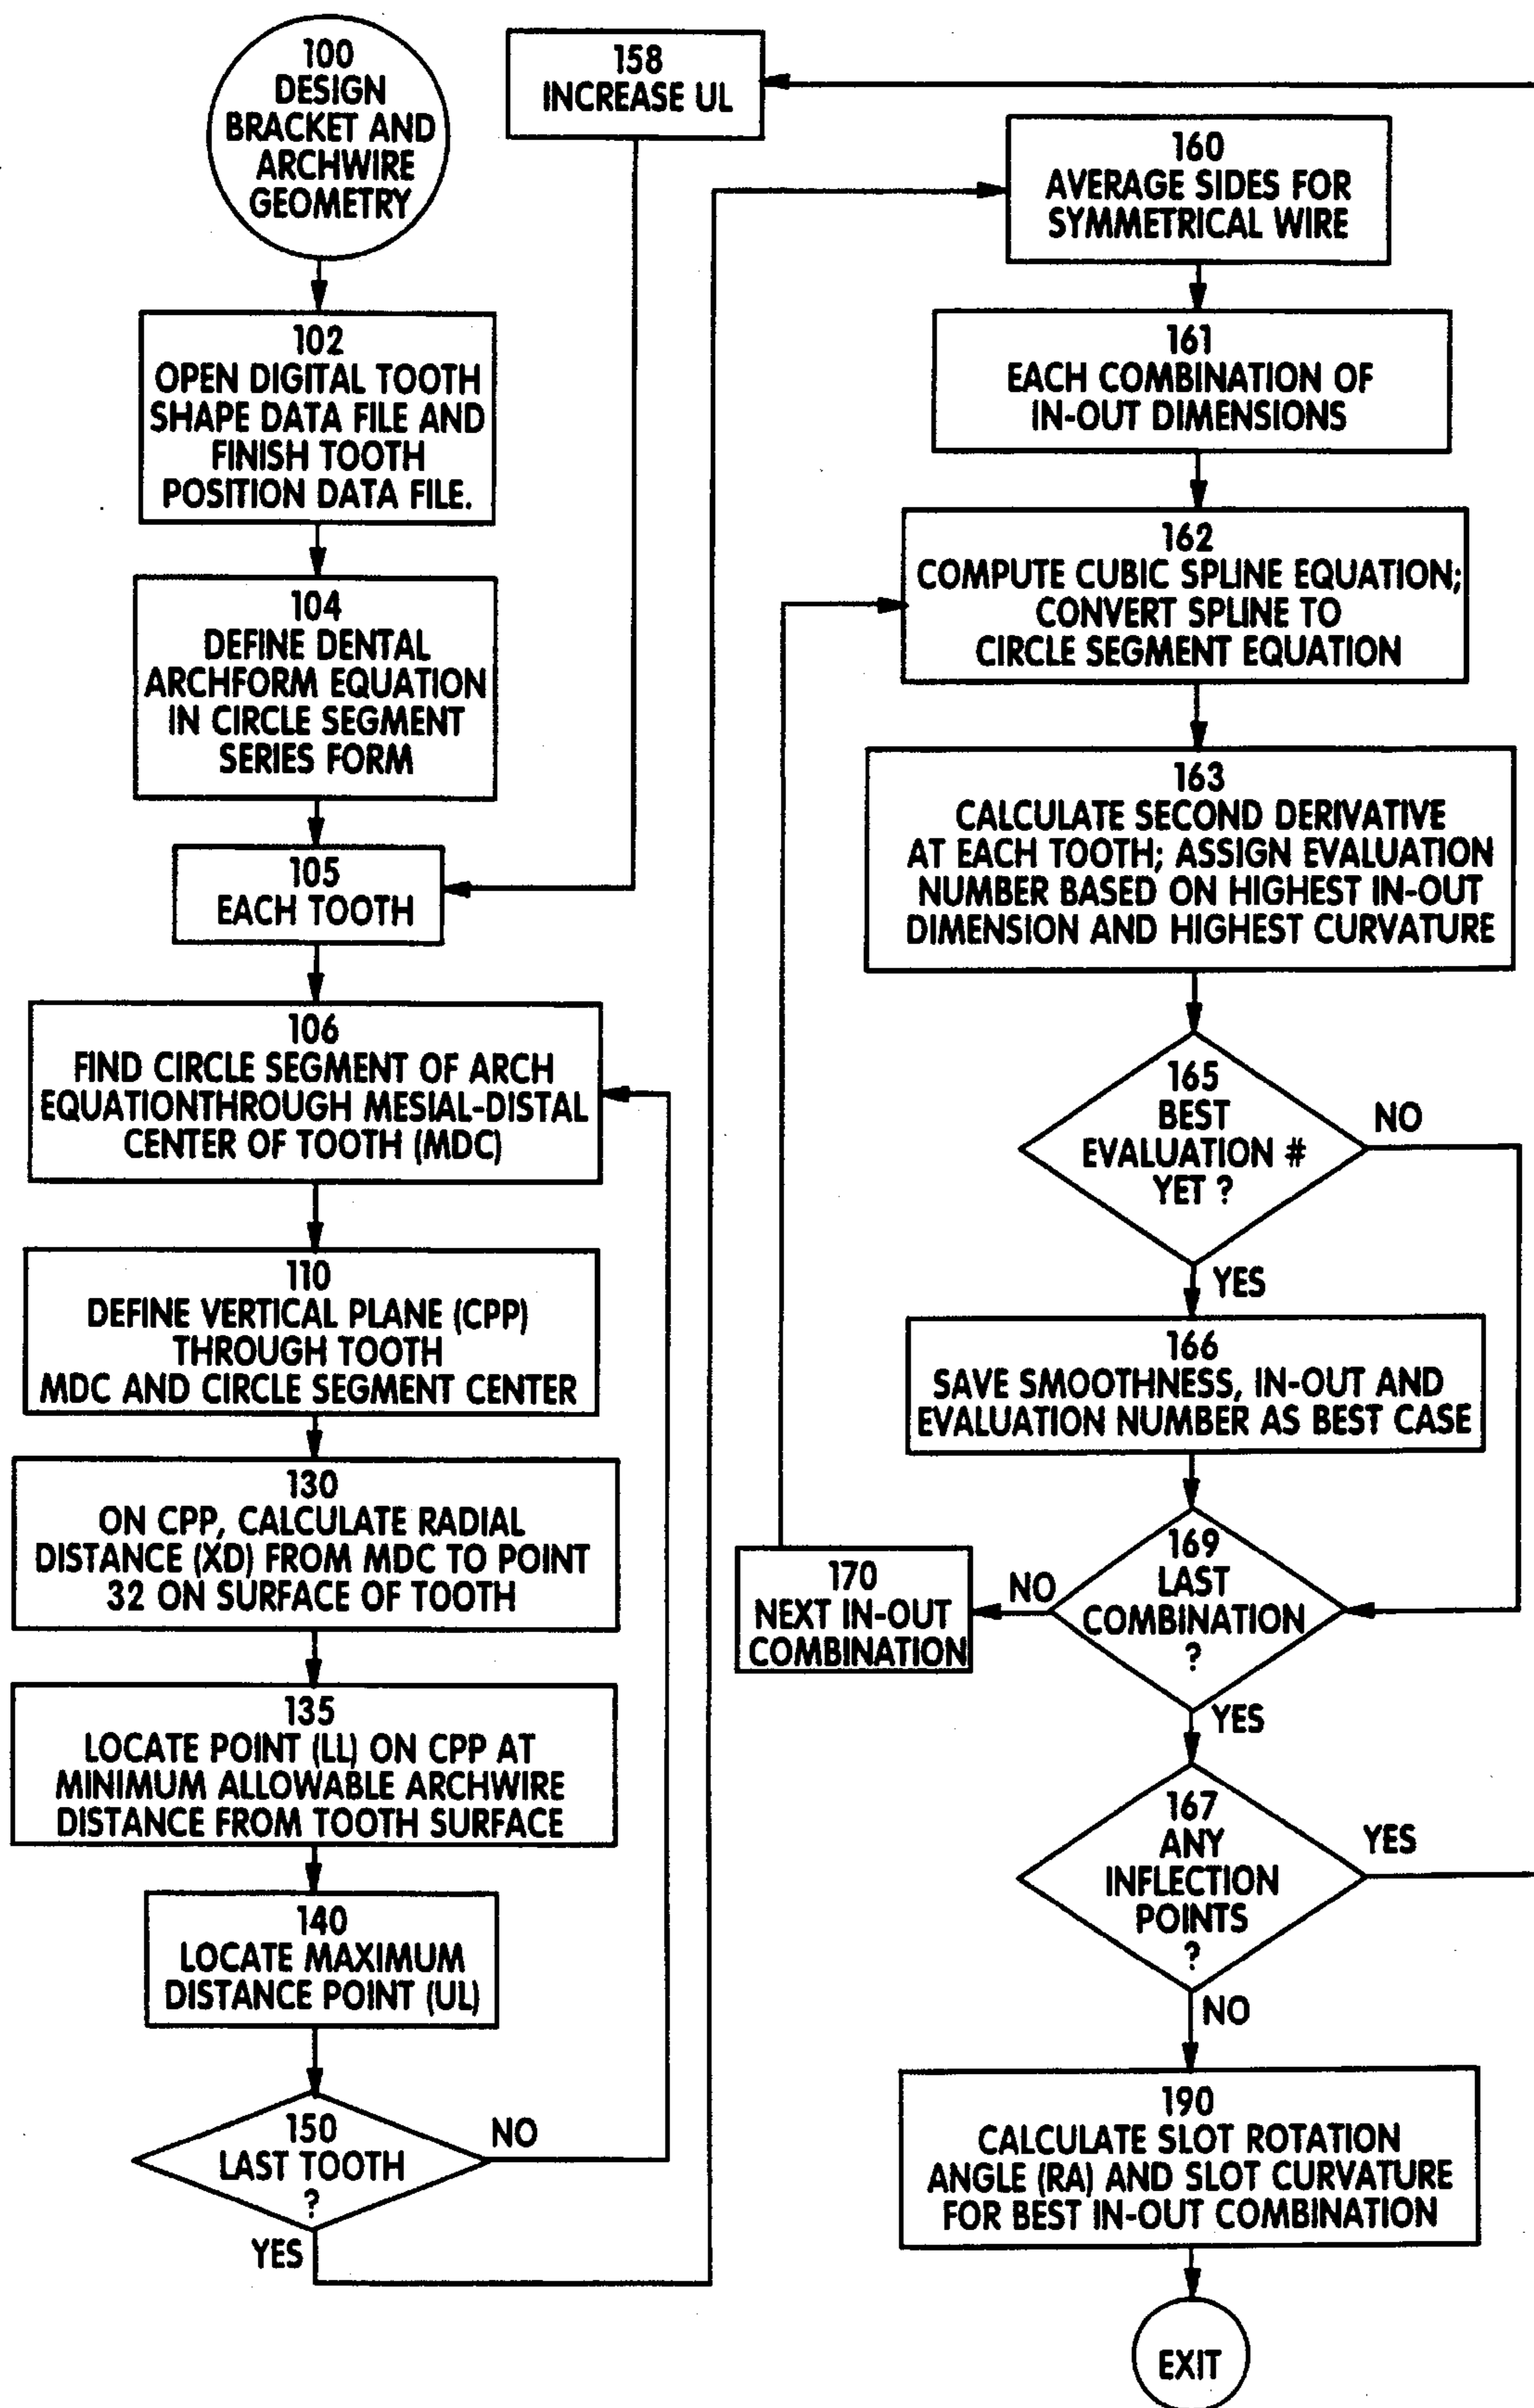 100
DESIGN
BRACKET AND
ARCHWIRE
GEOMETRY
102
OPEN DIGITAL TOOTH
SHAPE DATA FILE AND
FINISH TOOTH
POSITION DATA FILE.
104
DEFINE DENTAL
ARCHFORM EQUATION
IN CIRCLE SEGMENT
SERIES FORM
105
EACH TOOTH
106
FIND CIRCLE SEGMENT OF ARCH
EQUATIONTHROUGH MESIAL-DISTAL
CENTER OF TOOTH (MDC)
110
DEFINE VERTICAL PLANE (CPP)
THROUGH TOOTH
MDC AND CIRCLE SEGMENT CENTER
130
ON CPP, CALCULATE RADIAL
DISTANCE (XD) FROM MDC TO POINT
32 ON SURFACE OF TOOTH
135
LOCATE POINT (LL) ON CPP AT
MINIMUM ALLOWABLE ARCHWIRE
DISTANCE FROM TOOTH SURFACE
140
LOCATE MAXIMUM
DISTANCE POINT (UL)
150
LAST TOOTH
?
NO
YES
158
INCREASE UL
160
AVERAGE SIDES FOR
SYMMETRICAL WIRE
161
EACH COMBINATION OF
IN-OUT DIMENSIONS
162
COMPUTE CUBIC SPLINE EQUATION;
CONVERT SPLINE TO
CIRCLE SEGMENT EQUATION
163
CALCULATE SECOND DERIVATIVE
AT EACH TOOTH; ASSIGN EVALUATION
NUMBER BASED ON HIGHEST IN-OUT
DIMENSION AND HIGHEST CURVATURE
165
BEST
EVALUATION #
YET ?
NO
YES
166
SAVE SMOOTHNESS, IN-OUT AND
EVALUATION NUMBER AS BEST CASE
169
LAST
COMBINATION
?
NO
170
NEXT IN-OUT
COMBINATION
YES
167
ANY
INFLECTION
POINTS
?
YES
NO
190
CALCULATE SLOT ROTATION
ANGLE (RA) AND SLOT CURVATURE
FOR BEST IN-OUT COMBINATION
EXIT